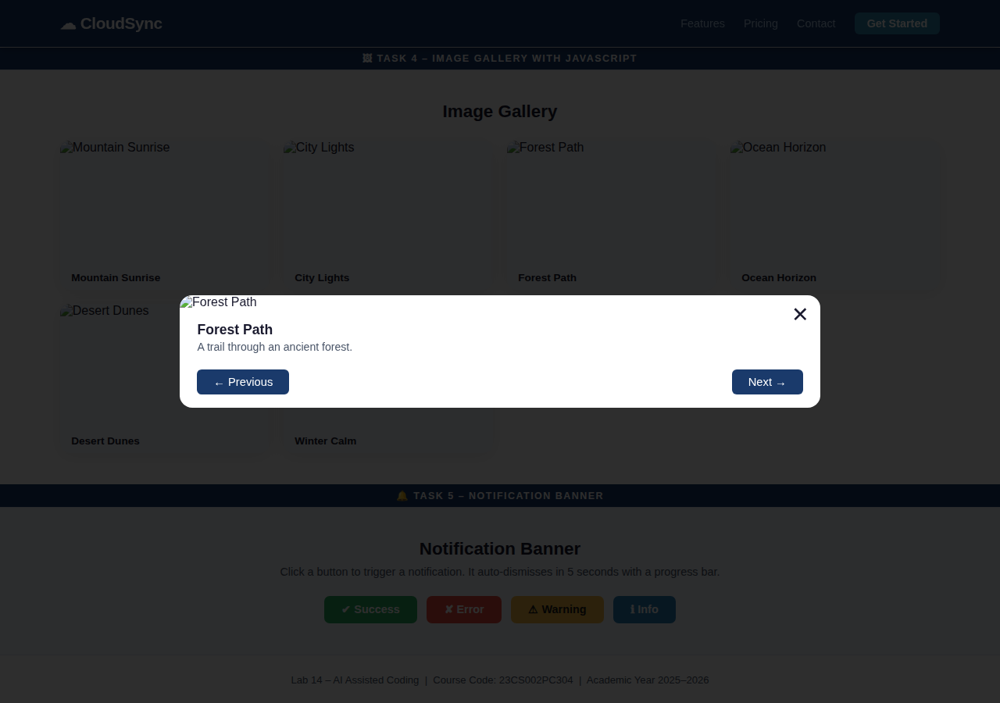 ☁ CloudSync
Features Pricing Contact Get Started
🖼 TASK 4 – IMAGE GALLERY WITH JAVASCRIPT
Image Gallery
Mountain Sunrise City Lights Forest Path Ocean Horizon
Mountain Sunrise City Lights Forest Path Ocean Horizon
Desert Dunes
Forest Path
✕
Forest Path
A trail through an ancient forest.
← Previous Next →
Desert Dunes Winter Calm
🔔 TASK 5 – NOTIFICATION BANNER
Notification Banner
Click a button to trigger a notification. It auto-dismisses in 5 seconds with a progress bar.
✔ Success ✘ Error ⚠ Warning ℹ Info
Lab 14 – AI Assisted Coding | Course Code: 23CS002PC304 | Academic Year 2025–2026